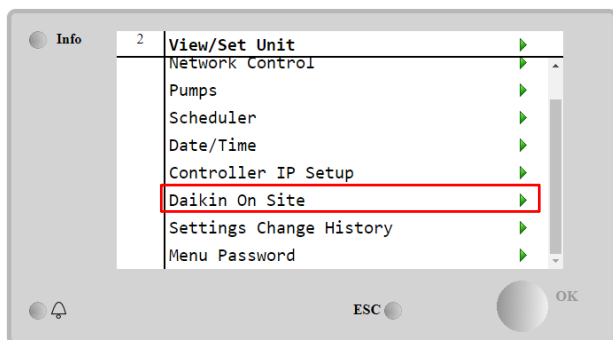 Info
2
View/Set Unit
Network Control
Pumps
Scheduler
Date/Time
Controller IP Setup
Daikin On Site
Settings Change History
Menu Password
ESC
OK